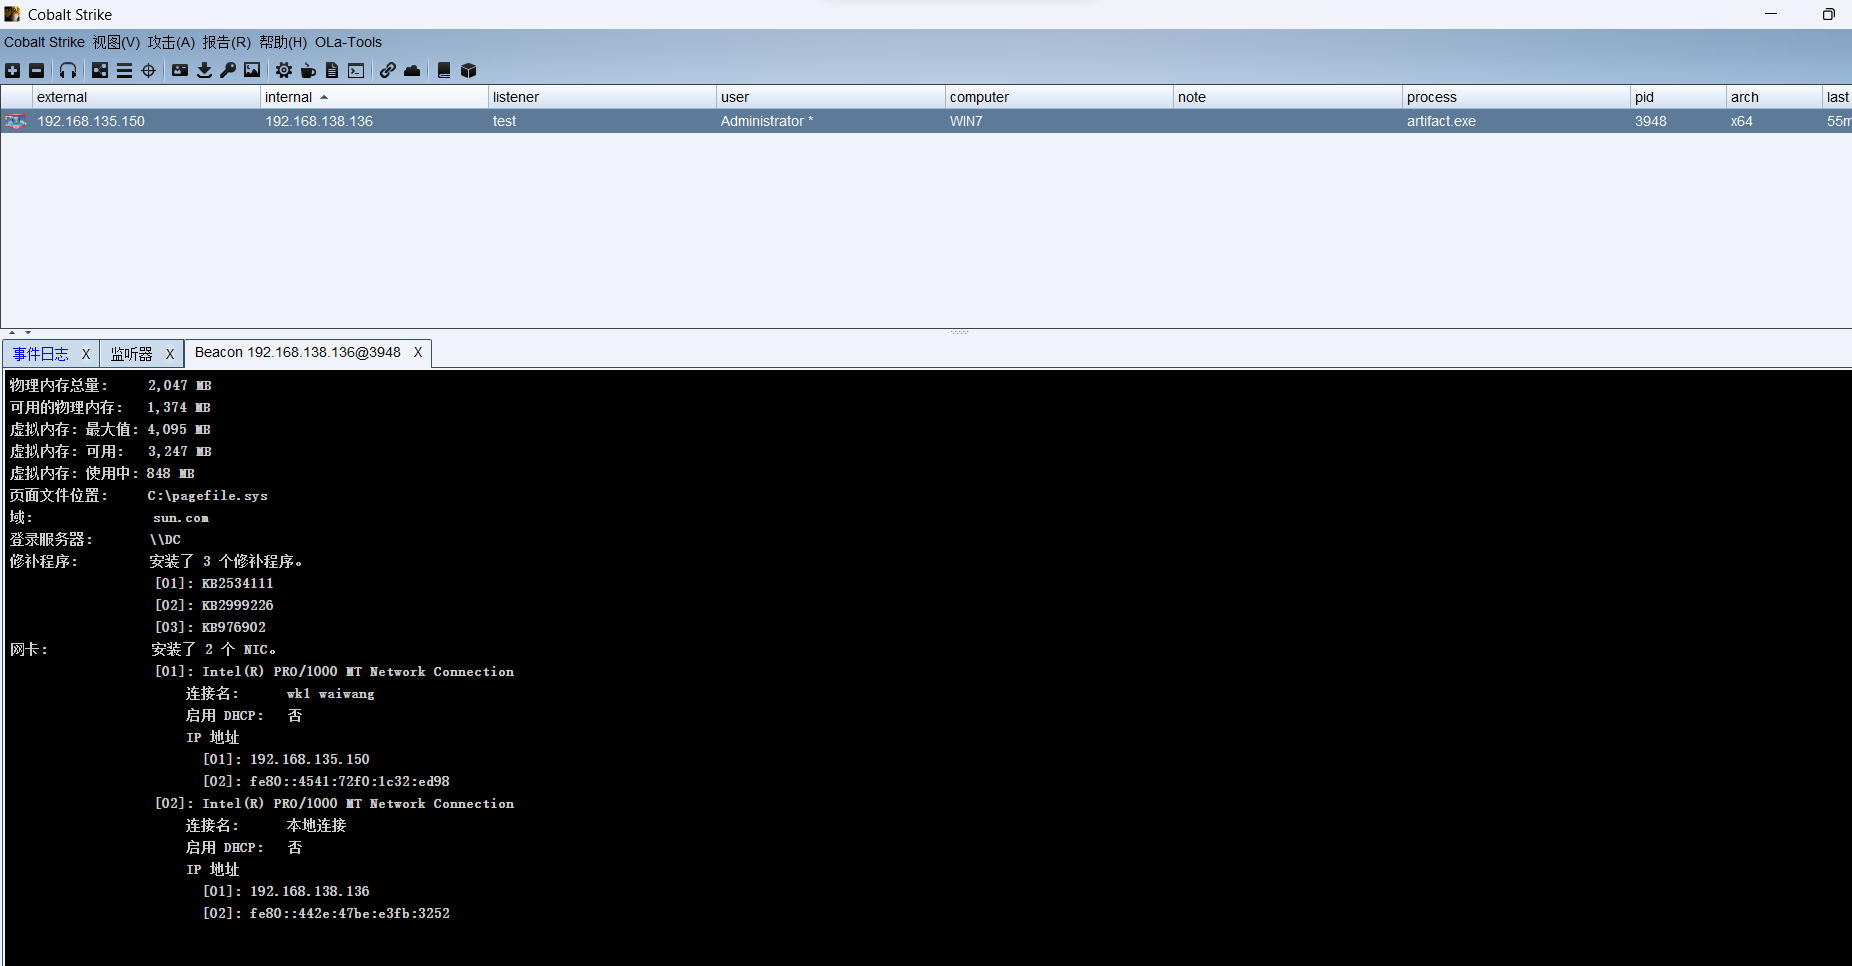 Cobalt Strike
Cobalt Strike 视图(V) 攻击(A) 报告(R) 帮助(H) OLa-Tools
external internal listener user computer note process pid arch last
192.168.135.150 192.168.138.136 test Administrator * WIN7 artifact.exe 3948 x64 55m
事件日志 X 监听器 X Beacon 192.168.138.136@3948 X
物理内存总量: 2,047 MB
可用的物理内存: 1,374 MB
虚拟内存: 最大值: 4,095 MB
虚拟内存: 可用: 3,247 MB
虚拟内存: 使用中: 848 MB
页面文件位置: C:\pagefile.sys
域: sun.com
登录服务器: \\DC
修补程序: 安装了 3 个修补程序。
[01]: KB2534111
[02]: KB2999226
[03]: KB976902
网卡: 安装了 2 个 NIC。
[01]: Intel(R) PRO/1000 MT Network Connection
连接名: wk1 waiwang
启用 DHCP: 否
IP 地址
[01]: 192.168.135.150
[02]: fe80::4541:72f0:1c32:ed98
[02]: Intel(R) PRO/1000 MT Network Connection
连接名: 本地连接
启用 DHCP: 否
IP 地址
[01]: 192.168.138.136
[02]: fe80::442e:47be:e3fb:3252